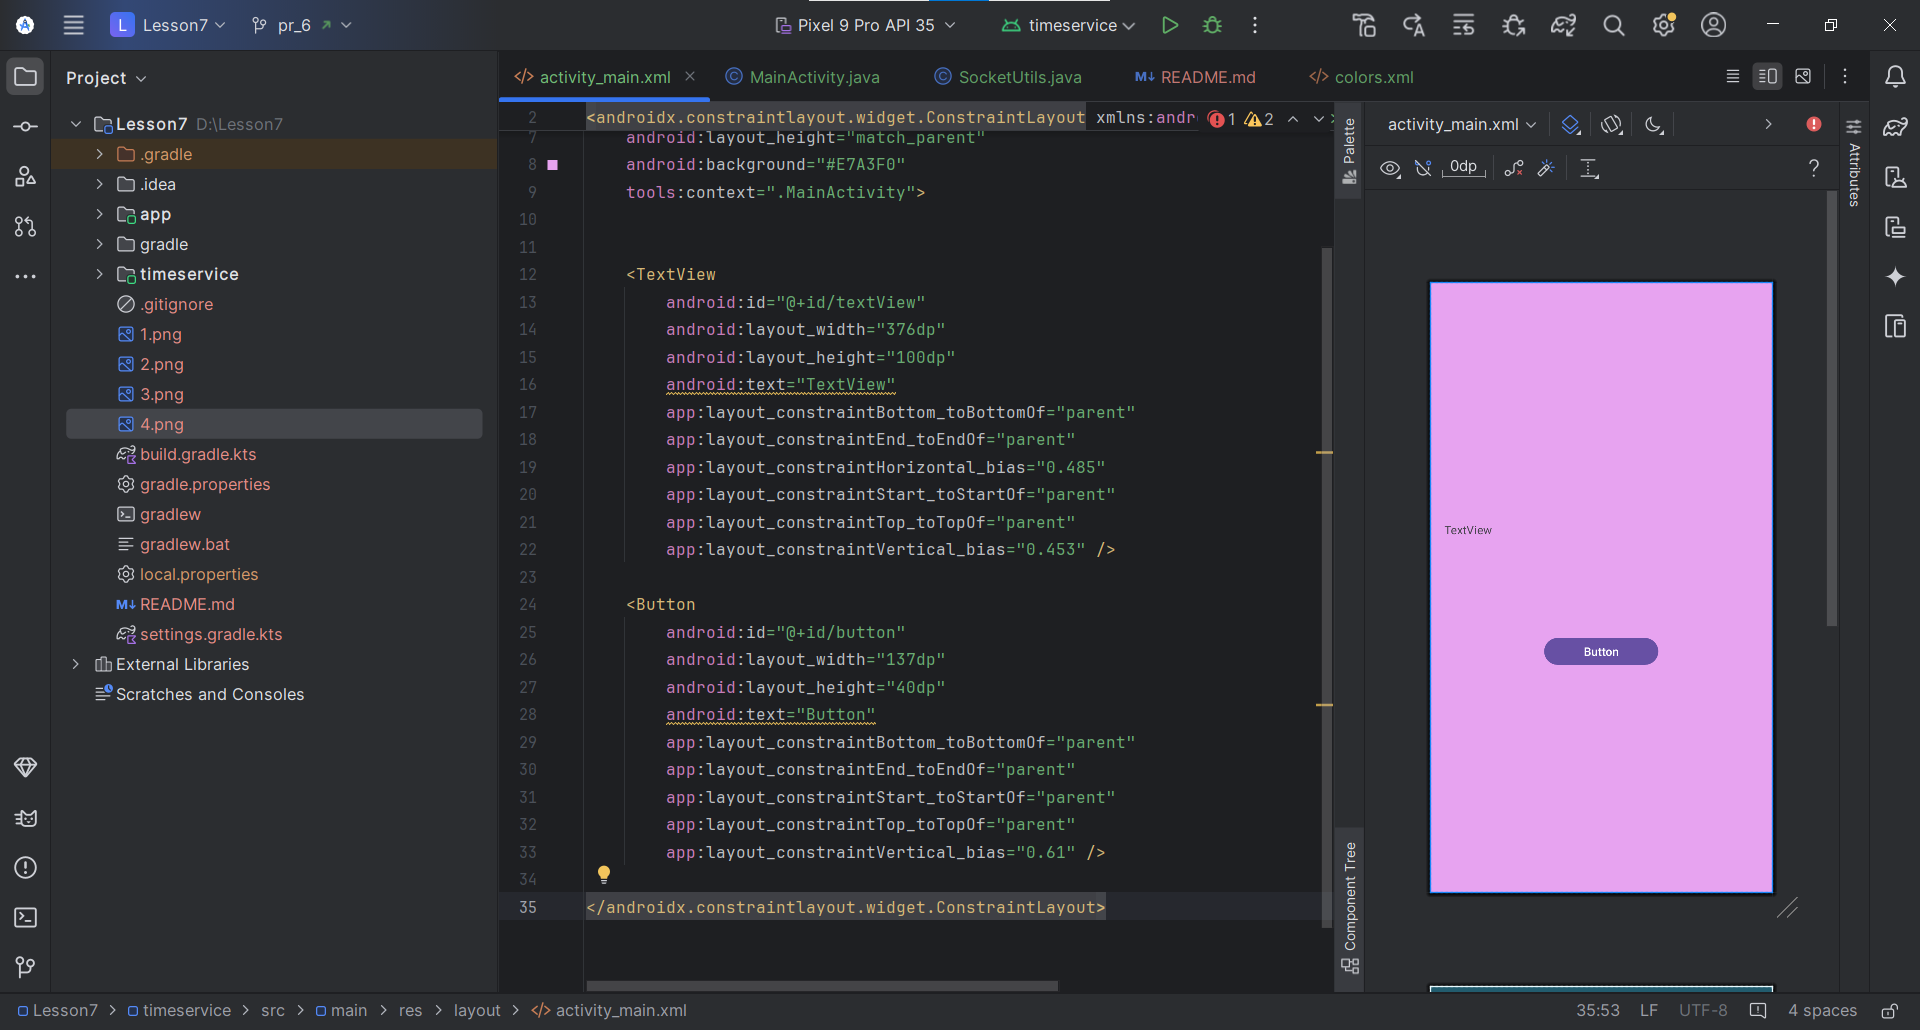 L Lesson7 pr_6 Pixel 9 Pro API 35 timeservice
Project
Lesson7 D:\Lesson7
.gradle
.idea
app
gradle
timeservice
.gitignore
1.png
2.png
3.png
4.png
build.gradle.kts
gradle.properties
gradlew
gradlew.bat
local.properties
M↓ README.md
settings.gradle.kts
External Libraries
Scratches and Consoles
</> activity_main.xml MainActivity.java SocketUtils.java M↓ README.md </> colors.xml
2 <androidx.constraintlayout.widget.ConstraintLayout xmlns:andr 1 2
7 android:layout_height="match_parent"
8 android:background="#E7A3F0"
9 tools:context=".MainActivity">
10
11
12 <TextView
13 android:id="@+id/textView"
14 android:layout_width="376dp"
15 android:layout_height="100dp"
16 android:text="TextView"
17 app:layout_constraintBottom_toBottomOf="parent"
18 app:layout_constraintEnd_toEndOf="parent"
19 app:layout_constraintHorizontal_bias="0.485"
20 app:layout_constraintStart_toStartOf="parent"
21 app:layout_constraintTop_toTopOf="parent"
22 app:layout_constraintVertical_bias="0.453" />
23
24 <Button
25 android:id="@+id/button"
26 android:layout_width="137dp"
27 android:layout_height="40dp"
28 android:text="Button"
29 app:layout_constraintBottom_toBottomOf="parent"
30 app:layout_constraintEnd_toEndOf="parent"
31 app:layout_constraintStart_toStartOf="parent"
32 app:layout_constraintTop_toTopOf="parent"
33 app:layout_constraintVertical_bias="0.61" />
34
35 </androidx.constraintlayout.widget.ConstraintLayout>
Palette
Component Tree
activity_main.xml
0dp
?
Attributes
TextView
Button
Lesson7 > timeservice > src > main > res > layout > </> activity_main.xml
35:53 LF UTF-8 4 spaces